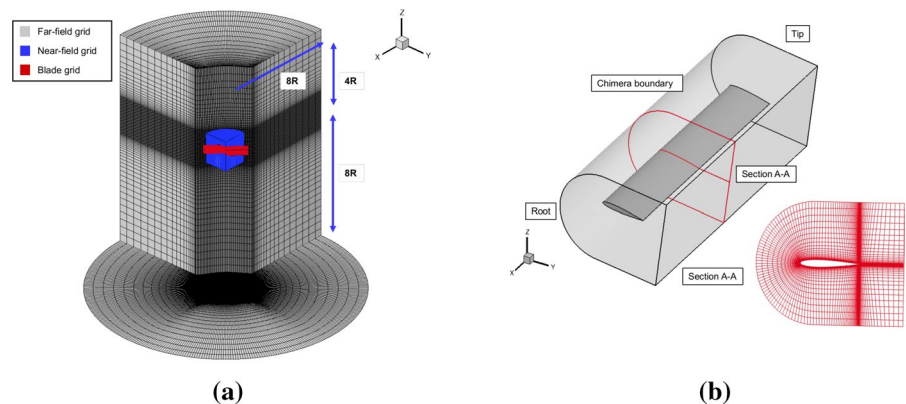 Far-field grid
Near-field grid
Blade grid
8R
4R
8R
Z
X
Y
(a)
Tip
Chimera boundary
Section A-A
Root
Z
X
Y
Section A-A
(b)